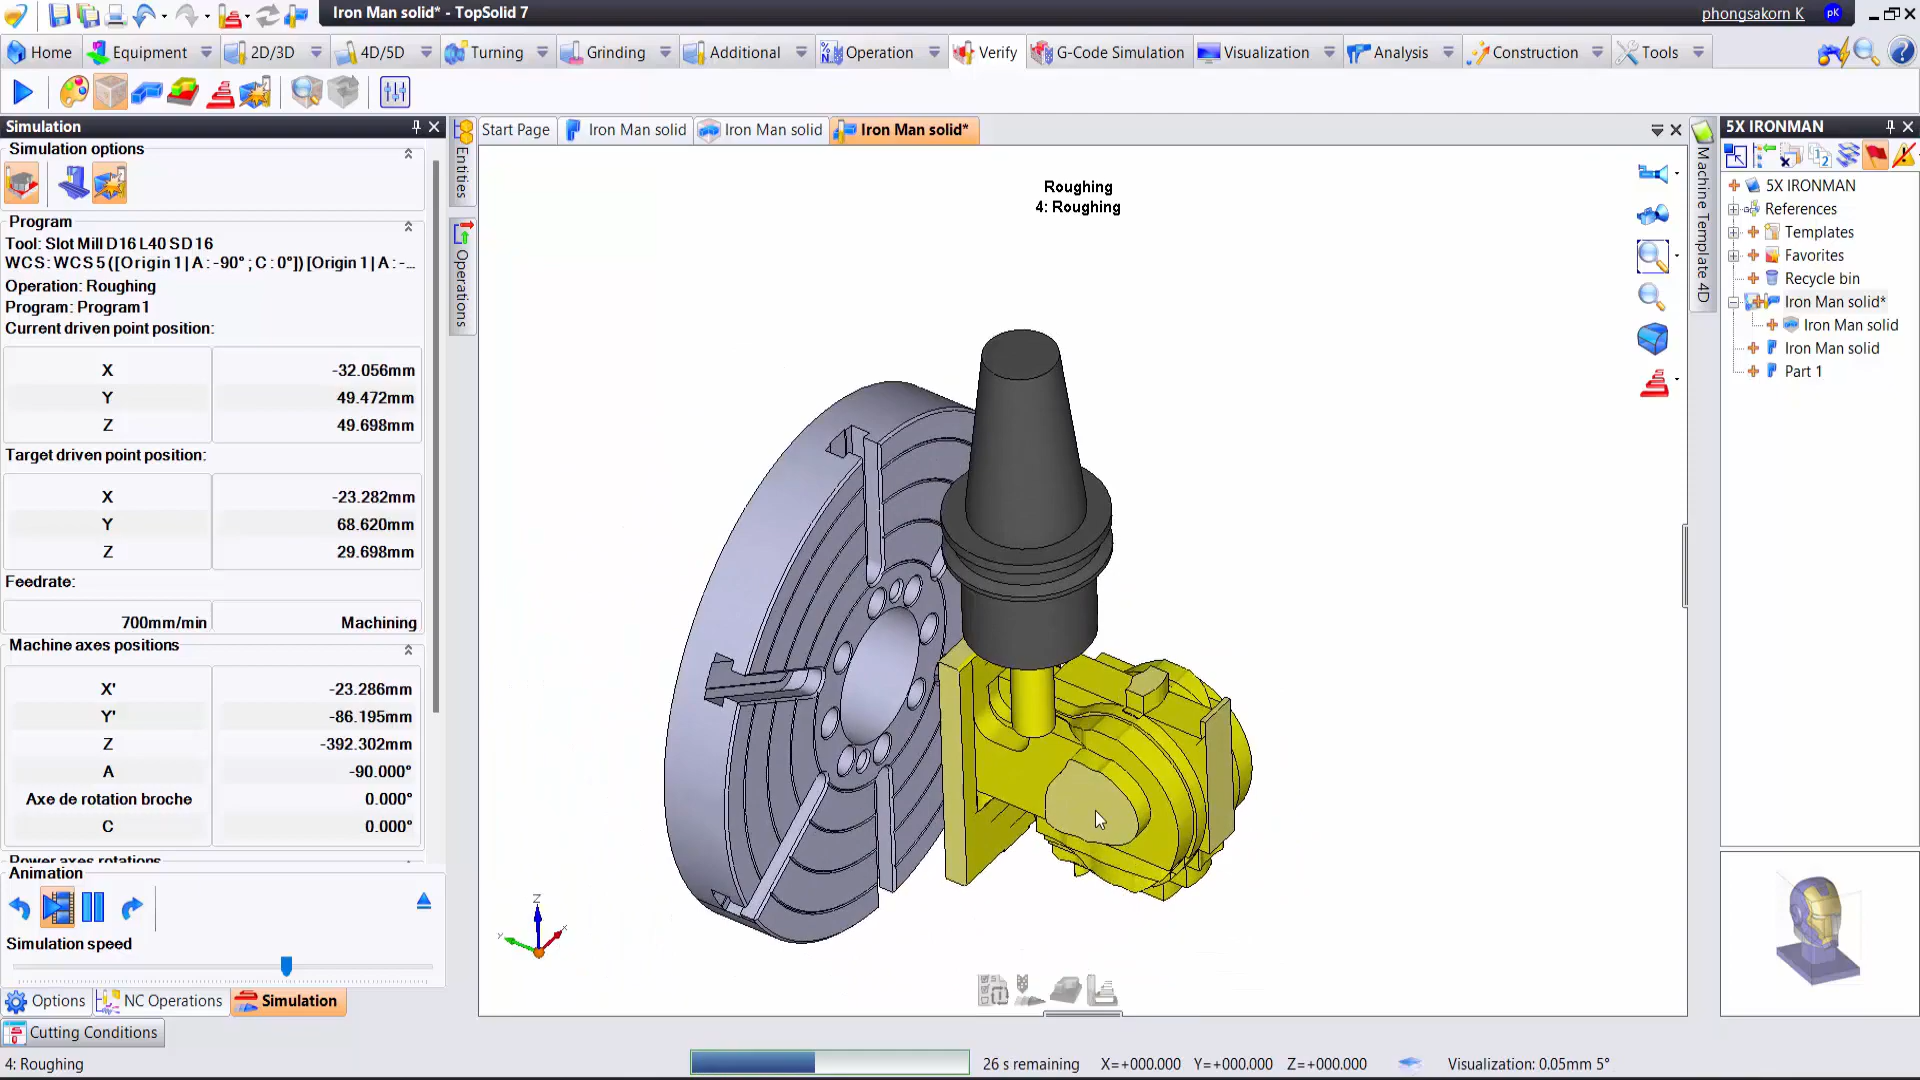 Iron Man solid* - TopSolid 7
phongsakorn K
pK
Home
Equipment
2D/3D
4D/5D
Turning
Grinding
Additional
Operation
Verify
G-Code Simulation
Visualization
Analysis
Construction
Tools
Simulation
Simulation options
Program
Tool: Slot Mill D16 L40 SD16
WCS: WCS 5 ([Origin 1 | A : -90° ; C : 0°]) [Origin 1 | A : -...
Operation: Roughing
Program: Program1
Current driven point position:
X -32.056mm
Y 49.472mm
Z 49.698mm
Target driven point position:
X -23.282mm
Y 68.620mm
Z 29.698mm
Feedrate:
700mm/min Machining
Machine axes positions
X' -23.286mm
Y' -86.195mm
Z -392.302mm
A -90.000°
Axe de rotation broche 0.000°
C 0.000°
Power axes rotations
Animation
Simulation speed
Options
NC Operations
Simulation
Cutting Conditions
4: Roughing
Entities
Operations
Start Page
Iron Man solid
Iron Man solid
Iron Man solid*
Roughing
4: Roughing
Z
Y
X
Machine Template 4D
5X IRONMAN
5X IRONMAN
References
Templates
Favorites
Recycle bin
Iron Man solid*
Iron Man solid
Iron Man solid
Part 1
26 s remaining
X=+000.000 Y=+000.000 Z=+000.000
Visualization: 0.05mm 5°